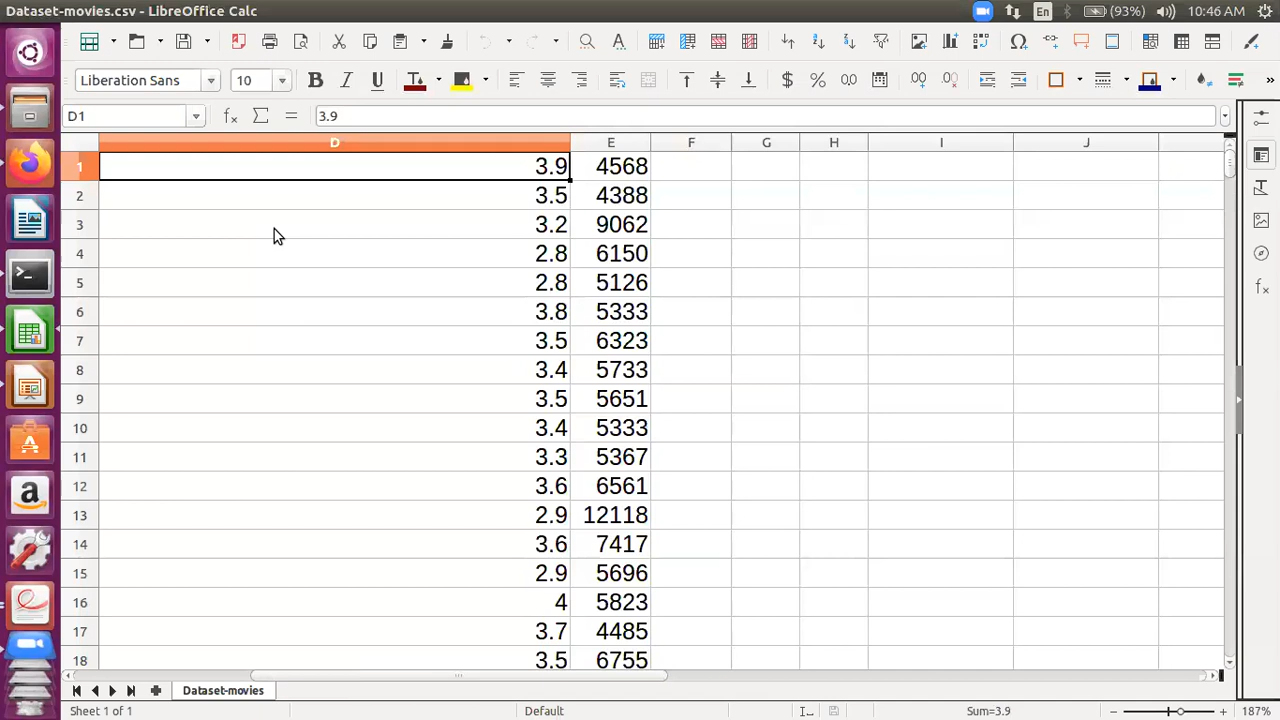 Dataset-movies.csv - LibreOffice Calc
En (93%) 10:46 AM
Liberation Sans 10
D1 3.9
D E F G H I J
1 3.9 4568
2 3.5 4388
3 3.2 9062
4 2.8 6150
5 2.8 5126
6 3.8 5333
7 3.5 6323
8 3.4 5733
9 3.5 5651
10 3.4 5333
11 3.3 5367
12 3.6 6561
13 2.9 12118
14 3.6 7417
15 2.9 5696
16 4 5823
17 3.7 4485
18 3.5 6755
Dataset-movies
Sheet 1 of 1 Default Sum=3.9 187%